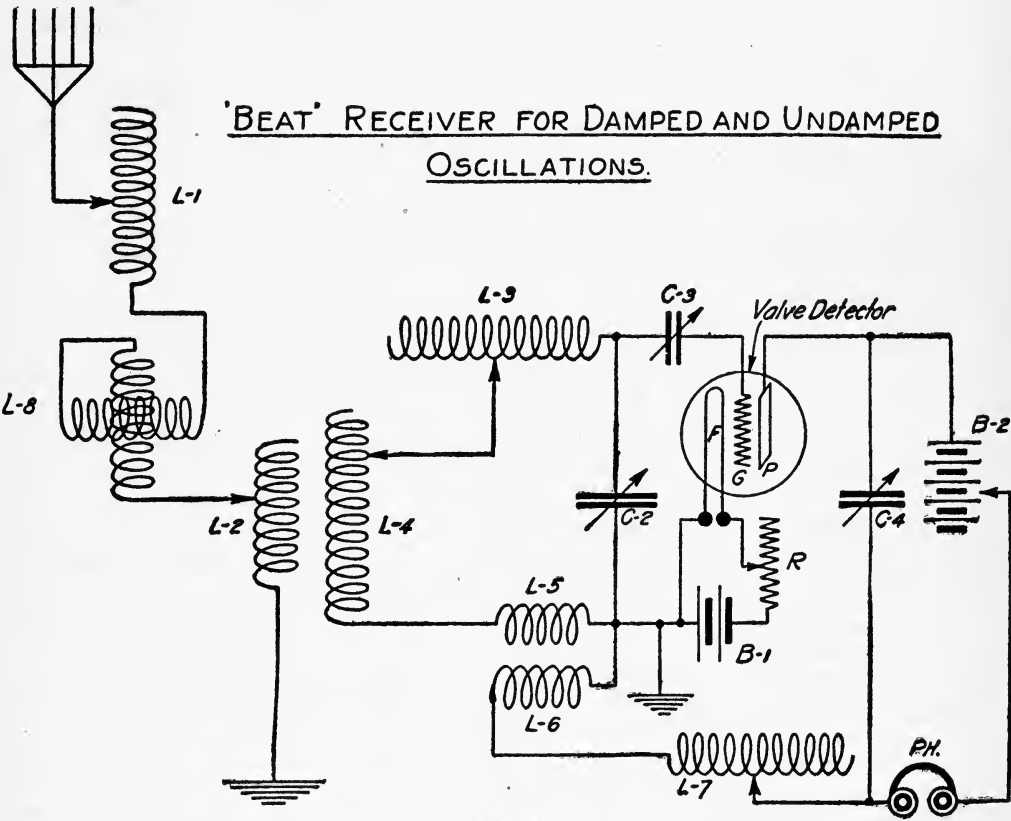 'BEAT' RECEIVER FOR DAMPED AND UNDAMPED
OSCILLATIONS.
L-1
L-8
L-2
L-4
L-3
C-3
Valve Detector
F
G
P
C-2
C-4
B-2
R
L-5
B-1
L-6
L-7
PH.